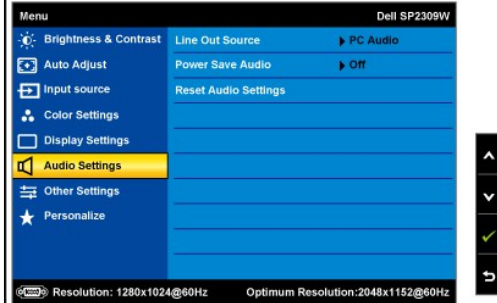 Menu Dell SP2309W
Brightness & Contrast Line Out Source PC Audio
Auto Adjust Power Save Audio Off
Input source Reset Audio Settings
Color Settings
Display Settings
Audio Settings
Other Settings
Personalize
Resolution: 1280x1024@60Hz Optimum Resolution:2048x1152@60Hz